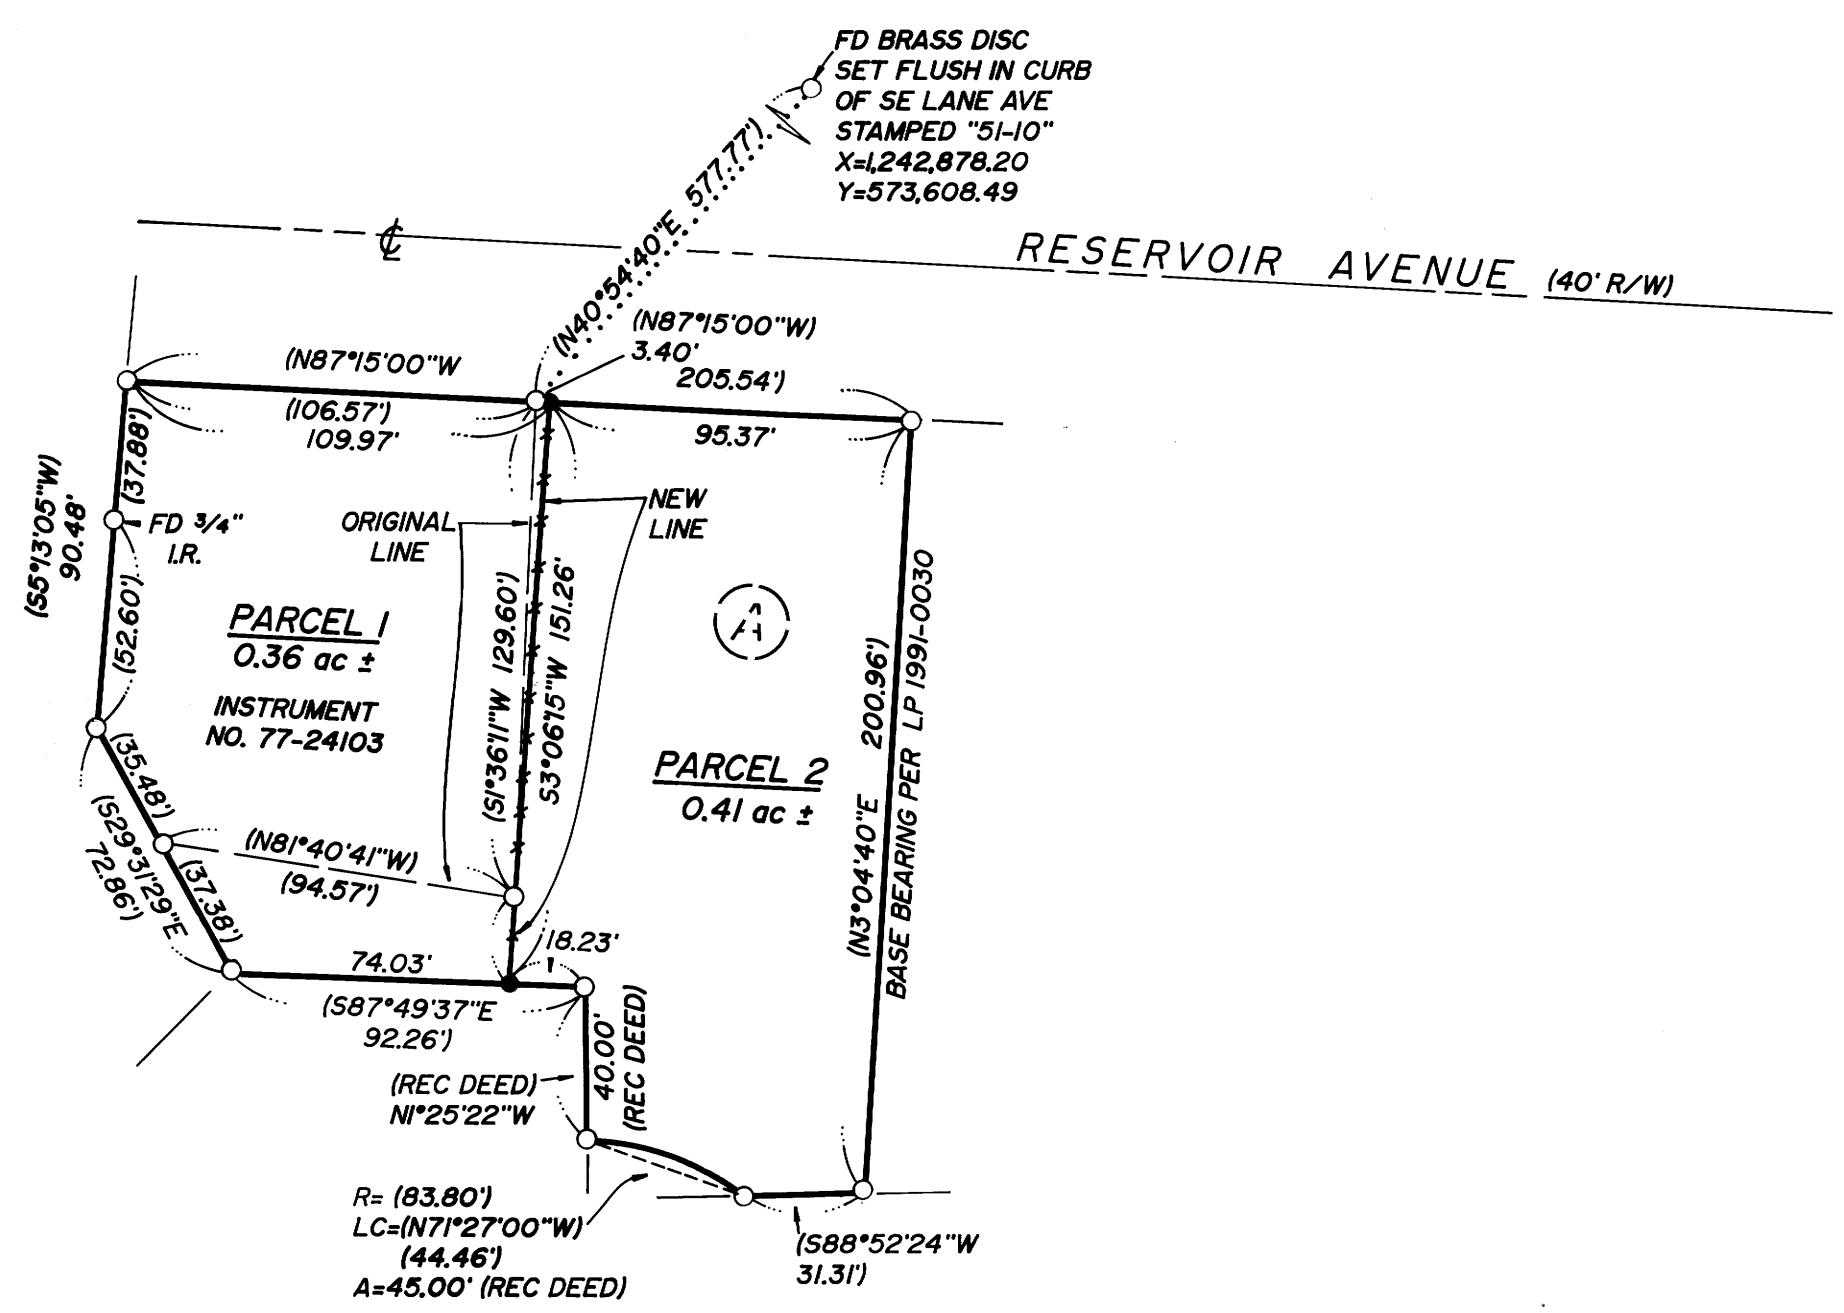 FD BRASS DISC
SET FLUSH IN CURB
OF SE LANE AVE
STAMPED "51-10"
X=1,242,878.20
Y=573,608.49
(N40°54'40"E 577.77')
℄
RESERVOIR AVENUE (40' R/W)
(N87°15'00"W)
3.40'
205.54')
(N87°15'00"W
(106.57')
109.97'
95.37'
(37.88')
(S5°13'05"W)
90.48'
FD 3/4"
I.R.
(52.60')
ORIGINAL
LINE
NEW
LINE
PARCEL 1
0.36 ac ±
INSTRUMENT
NO. 77-24103
(S1°36'11"W 129.60')
S3°06'15"W 151.26'
A
PARCEL 2
0.41 ac ±
(N3°04'40"E 200.96')
BASE BEARING PER LP 1991-0030
(35.48')
(S29°31'29"E
72.86')
(37.38')
(N81°40'41"W)
(94.57')
74.03'
18.23'
(S87°49'37"E
92.26')
40.00'
(REC DEED)
(REC DEED)
N1°25'22"W
R= (83.80')
LC=(N71°27'00"W)
(44.46')
A=45.00' (REC DEED)
(S88°52'24"W
31.31')